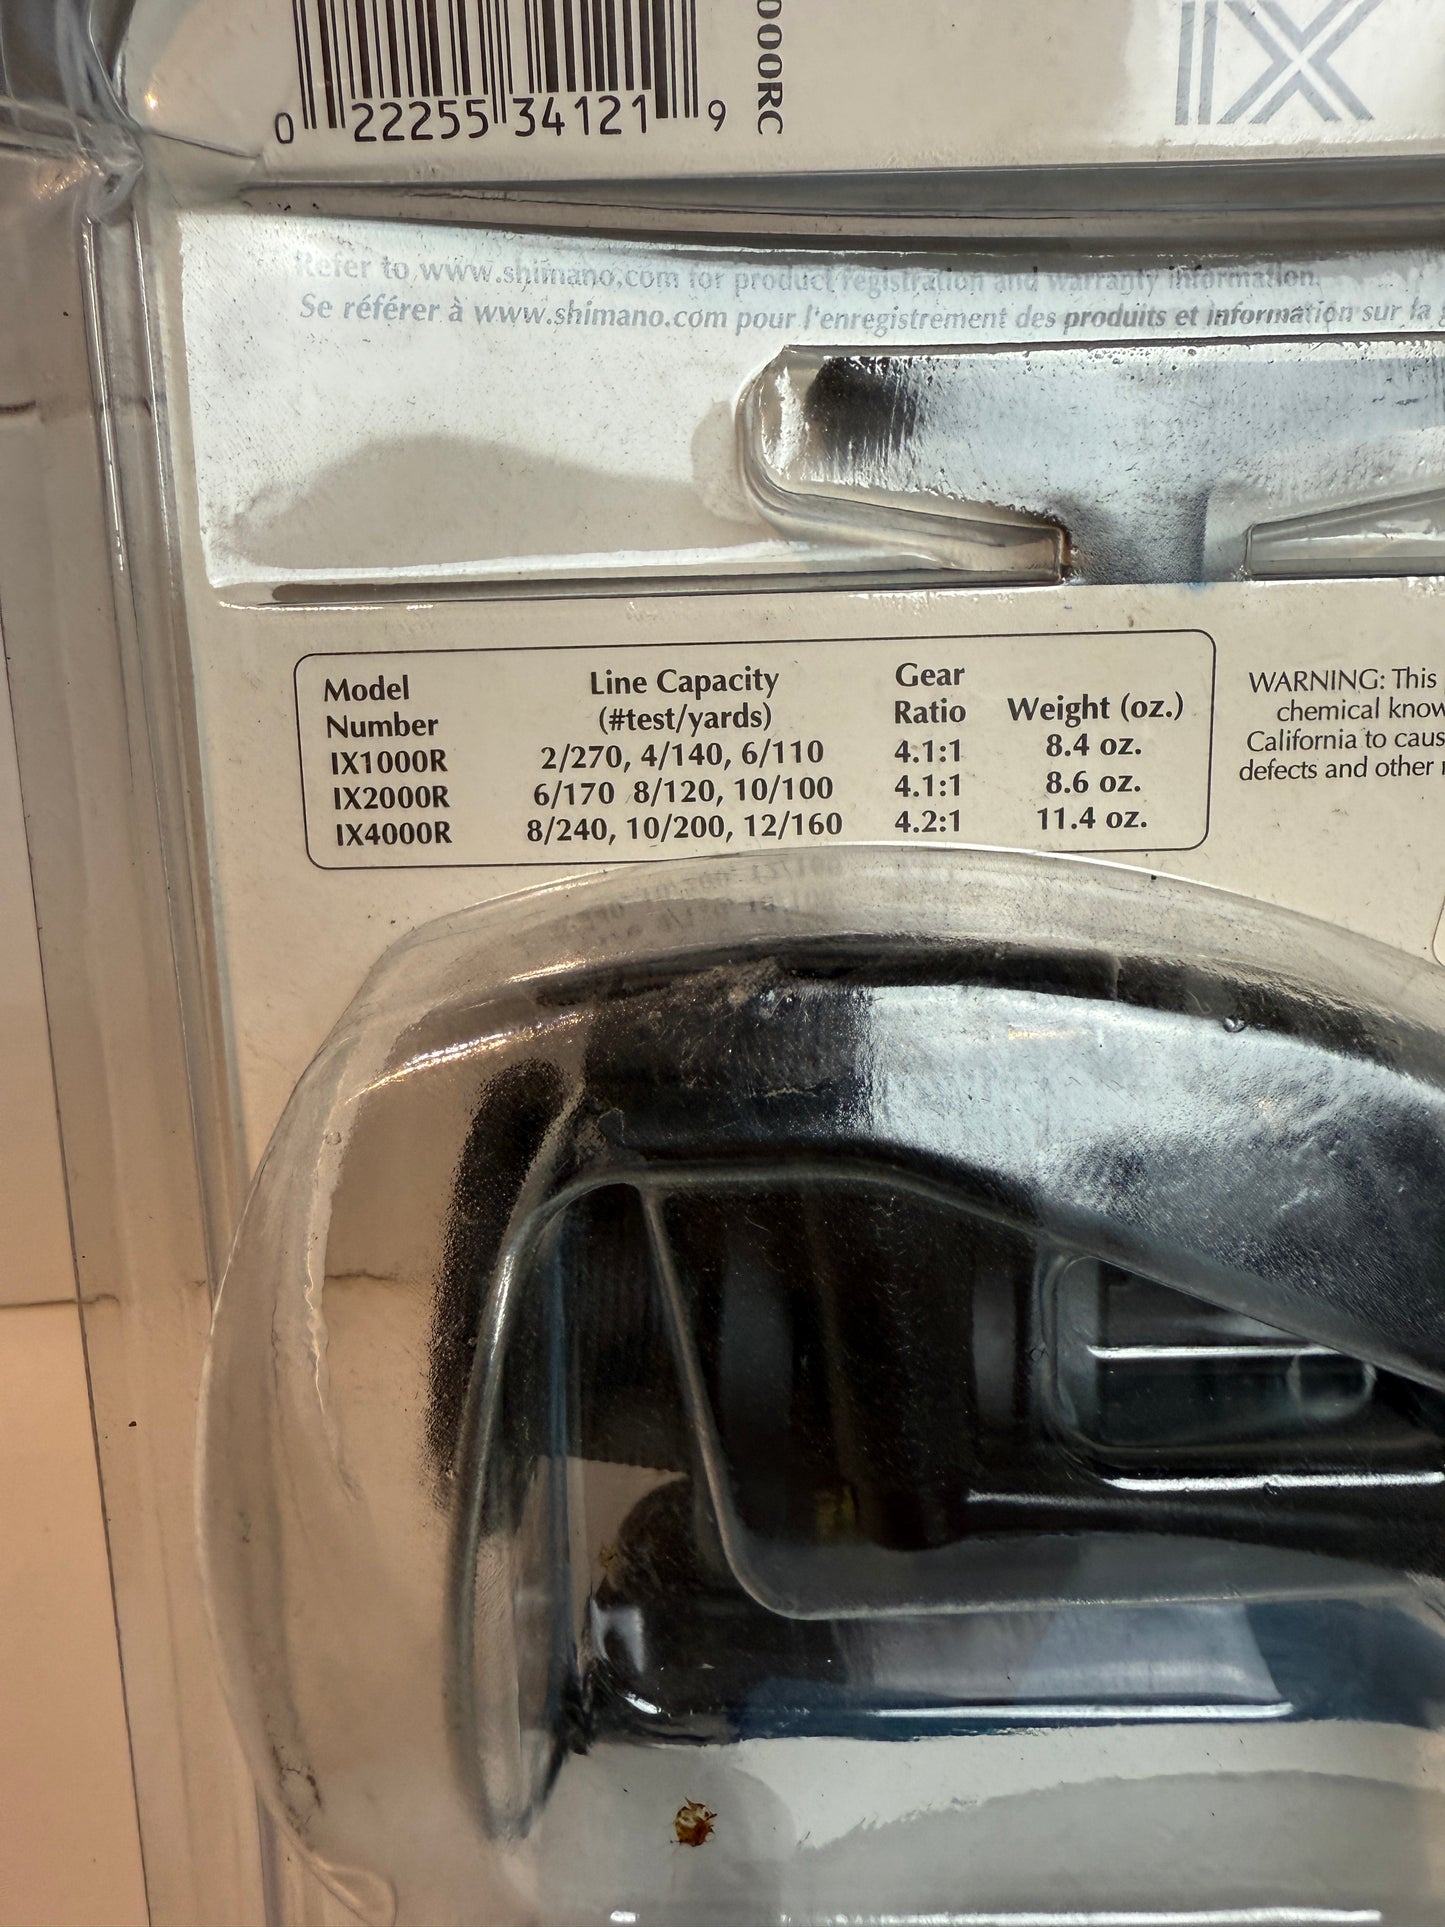 0 22255 34121 9
000RC
IX
Refer to www.shimano.com for product registration and warranty information.
Se référer à www.shimano.com pour l'enregistrement des produits et information sur la
Model Number Line Capacity (#test/yards) Gear Ratio Weight (oz.)
IX1000R 2/270, 4/140, 6/110 4.1:1 8.4 oz.
IX2000R 6/170 8/120, 10/100 4.1:1 8.6 oz.
IX4000R 8/240, 10/200, 12/160 4.2:1 11.4 oz.
WARNING: This
chemical know
California to caus
defects and other